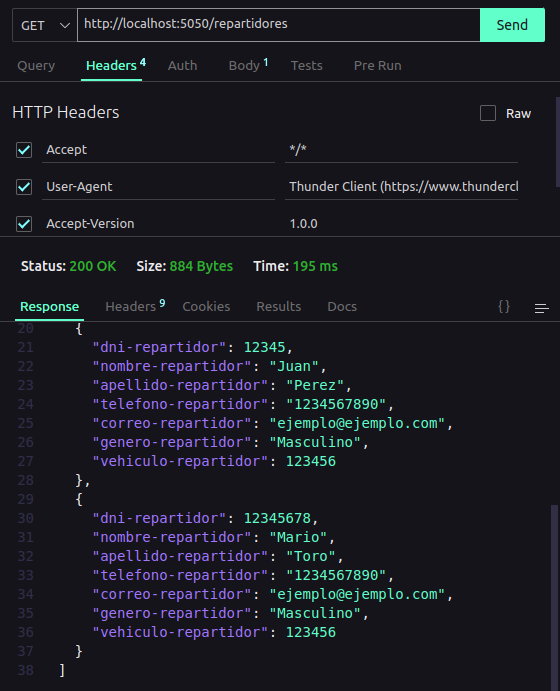 GET http://localhost:5050/repartidores Send
Query Headers 4 Auth Body 1 Tests Pre Run
HTTP Headers Raw
Accept */*
User-Agent Thunder Client (https://www.thundercl
Accept-Version 1.0.0
Status: 200 OK Size: 884 Bytes Time: 195 ms
Response Headers 9 Cookies Results Docs {}
20 {
21 "dni-repartidor": 12345,
22 "nombre-repartidor": "Juan",
23 "apellido-repartidor": "Perez",
24 "telefono-repartidor": "1234567890",
25 "correo-repartidor": "ejemplo@ejemplo.com",
26 "genero-repartidor": "Masculino",
27 "vehiculo-repartidor": 123456
28 },
29 {
30 "dni-repartidor": 12345678,
31 "nombre-repartidor": "Mario",
32 "apellido-repartidor": "Toro",
33 "telefono-repartidor": "1234567890",
34 "correo-repartidor": "ejemplo@ejemplo.com",
35 "genero-repartidor": "Masculino",
36 "vehiculo-repartidor": 123456
37 }
38 ]